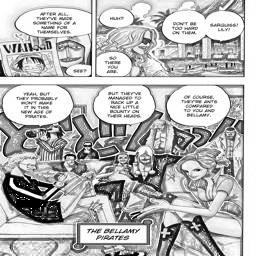 AFTER ALL,
THEY'VE MADE
SOMETHING OF
A NAME FOR
THEMSELVES.
WANTED
SEE?
HUH?
SO
THERE
YOU
ARE.
DON'T BE
TOO HARD
ON THEM.
SARQUISS!
LILY!
YEAH, BUT
THEY PROBABLY
WON'T
MAKE IT
IN THIS
NEW AGE OF
PIRATES.
BUT THEY'VE
MANAGED TO
BACK UP A
NICE LITTLE
BOUNTY ON
THEIR HEADS.
OF COURSE,
THEY'RE ANTS
COMPARED
TO YOU AND
BELLAMY.
THE BELLAMY
PIRATES